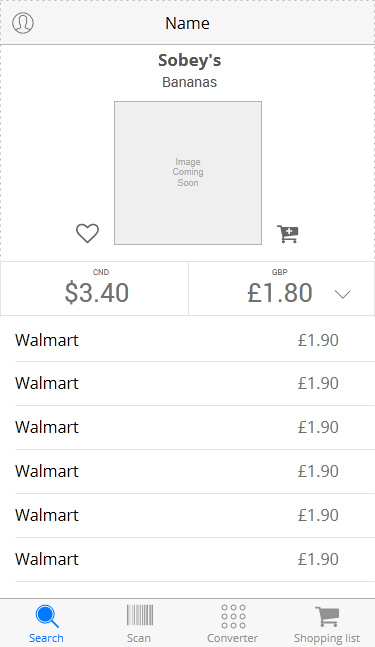 Name
Sobey's
Bananas
Image
Coming
Soon
CND
$3.40
GBP
£1.80
Walmart £1.90
Walmart £1.90
Walmart £1.90
Walmart £1.90
Walmart £1.90
Walmart £1.90
Search Scan Converter Shopping list